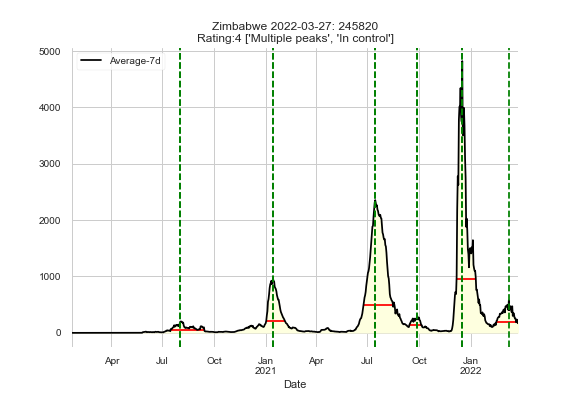 Zimbabwe 2022-03-27: 245820
Rating:4 ['Multiple peaks', 'In control']
Average-7d
5000
4000
3000
2000
1000
0
Apr Jul Oct Jan Apr Jul Oct Jan
2021 2022
Date